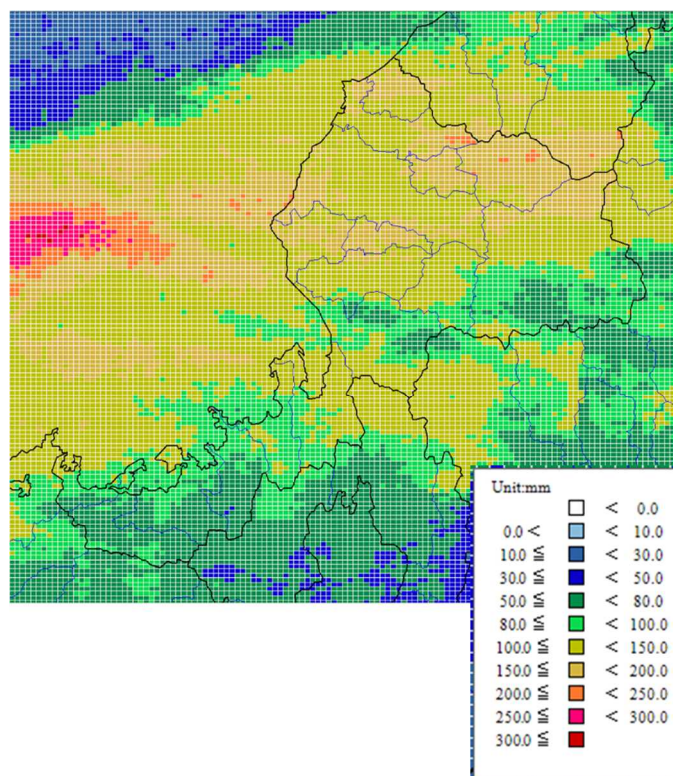 Unit:mm
< 0.0
0.0 < < 10.0
10.0 ≦ < 30.0
30.0 ≦ < 50.0
50.0 ≦ < 80.0
80.0 ≦ < 100.0
100.0 ≦ < 150.0
150.0 ≦ < 200.0
200.0 ≦ < 250.0
250.0 ≦ < 300.0
300.0 ≦